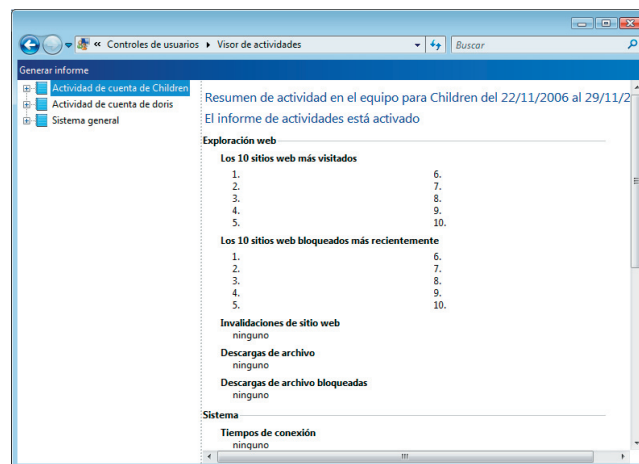 « Controles de usuarios ▸ Visor de actividades
Buscar
Generar informe
Actividad de cuenta de Children
Actividad de cuenta de doris
Sistema general
Resumen de actividad en el equipo para Children del 22/11/2006 al 29/11/2
El informe de actividades está activado
Exploración web
Los 10 sitios web más visitados
1. 6.
2. 7.
3. 8.
4. 9.
5. 10.
Los 10 sitios web bloqueados más recientemente
1. 6.
2. 7.
3. 8.
4. 9.
5. 10.
Invalidaciones de sitio web
ninguno
Descargas de archivo
ninguno
Descargas de archivo bloqueadas
ninguno
Sistema
Tiempos de conexión
ninguno